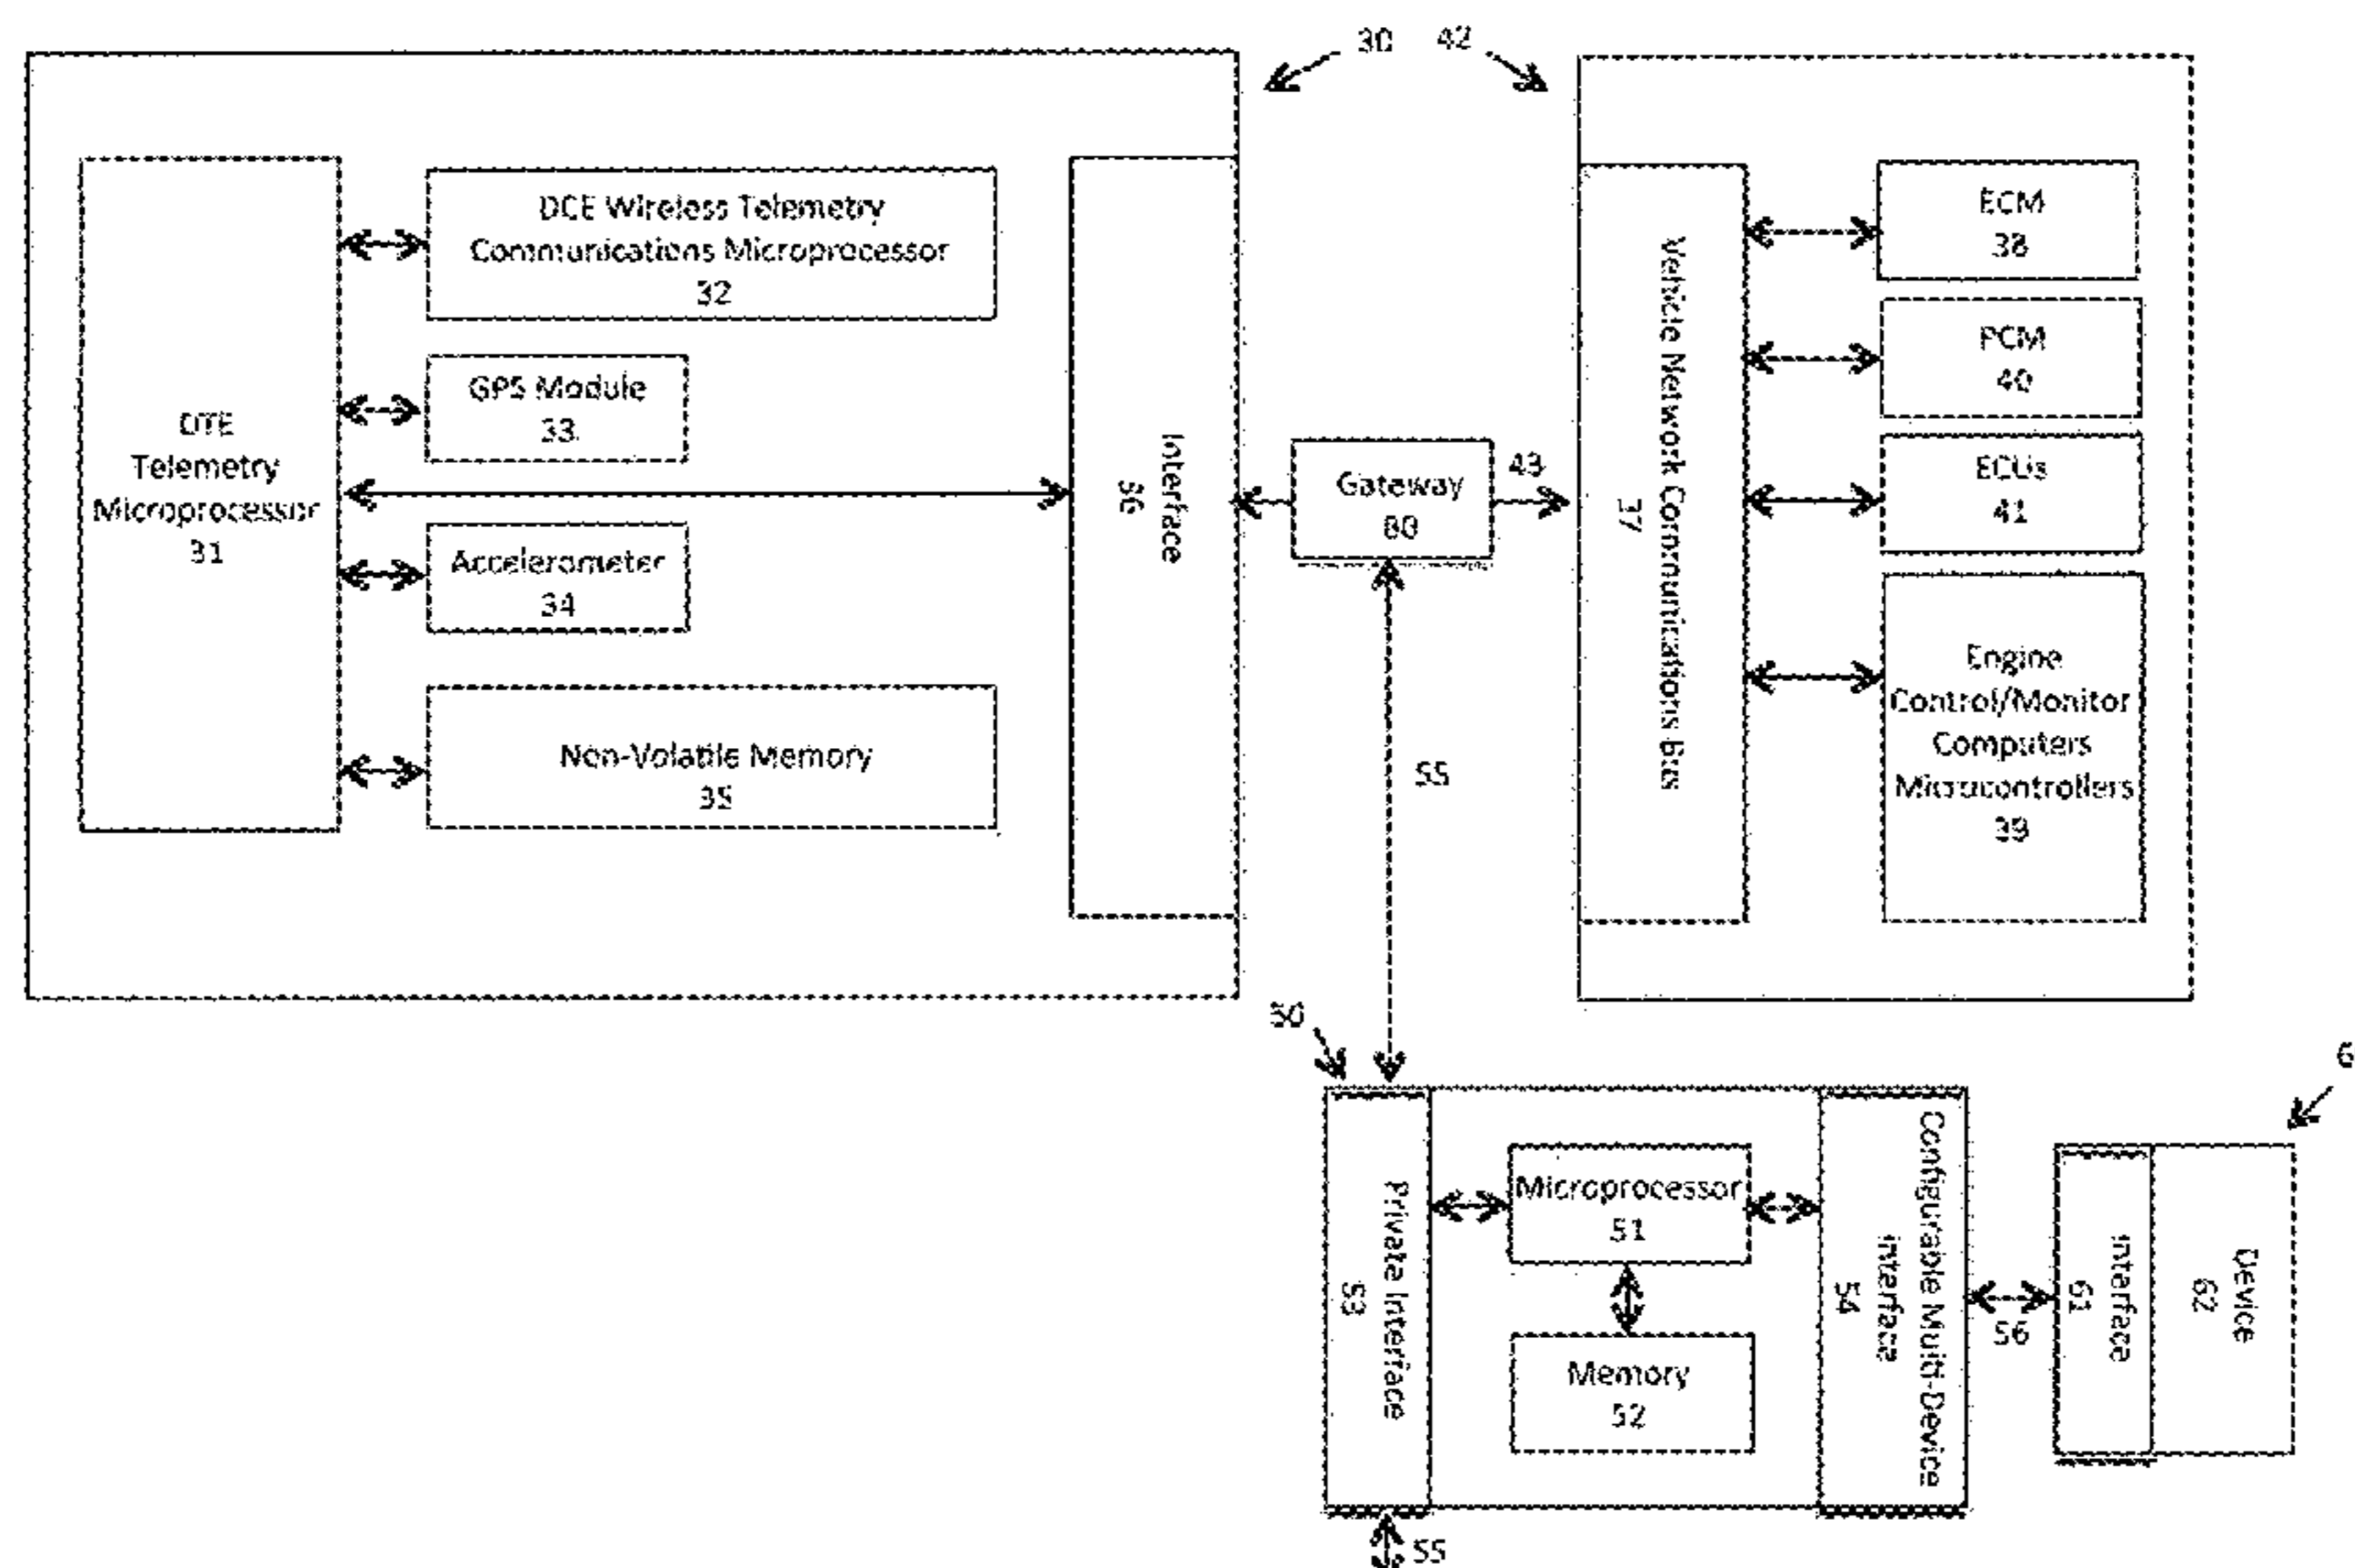 30
42
DTE
Telemetry
Microprocessor
31
DCE Wireless Telemetry
Communications Microprocessor
32
GPS Module
33
Accelerometer
34
Non-Volatile Memory
35
Interface
36
Gateway
80
43
55
Vehicle Network Communications Bus
37
ECM
38
PCM
40
ECUs
41
Engine
Control/Monitor
Computers
Microcontrollers
39
50
Private Interface
53
Microprocessor
51
Memory
52
Configurable Multi-Device
Interface
54
56
6
Interface
61
Device
62
55